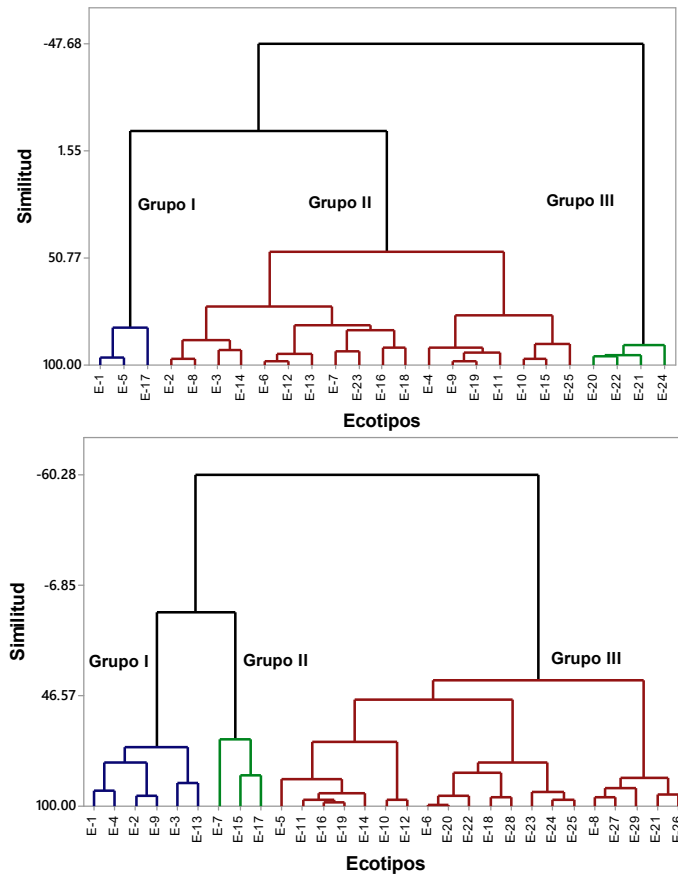 -47.68
1.55
50.77
100.00
Similitud
Grupo I
Grupo II
Grupo III
E-1
E-5
E-17
E-2
E-8
E-3
E-14
E-6
E-12
E-13
E-7
E-23
E-16
E-18
E-4
E-9
E-19
E-11
E-10
E-15
E-25
E-20
E-22
E-21
E-24
Ecotipos
-60.28
-6.85
46.57
100.00
Similitud
Grupo I
Grupo II
Grupo III
E-1
E-4
E-2
E-9
E-3
E-13
E-7
E-15
E-17
E-5
E-11
E-16
E-19
E-14
E-10
E-12
E-6
E-20
E-22
E-18
E-28
E-23
E-24
E-25
E-8
E-27
E-29
E-21
E-26
Ecotipos